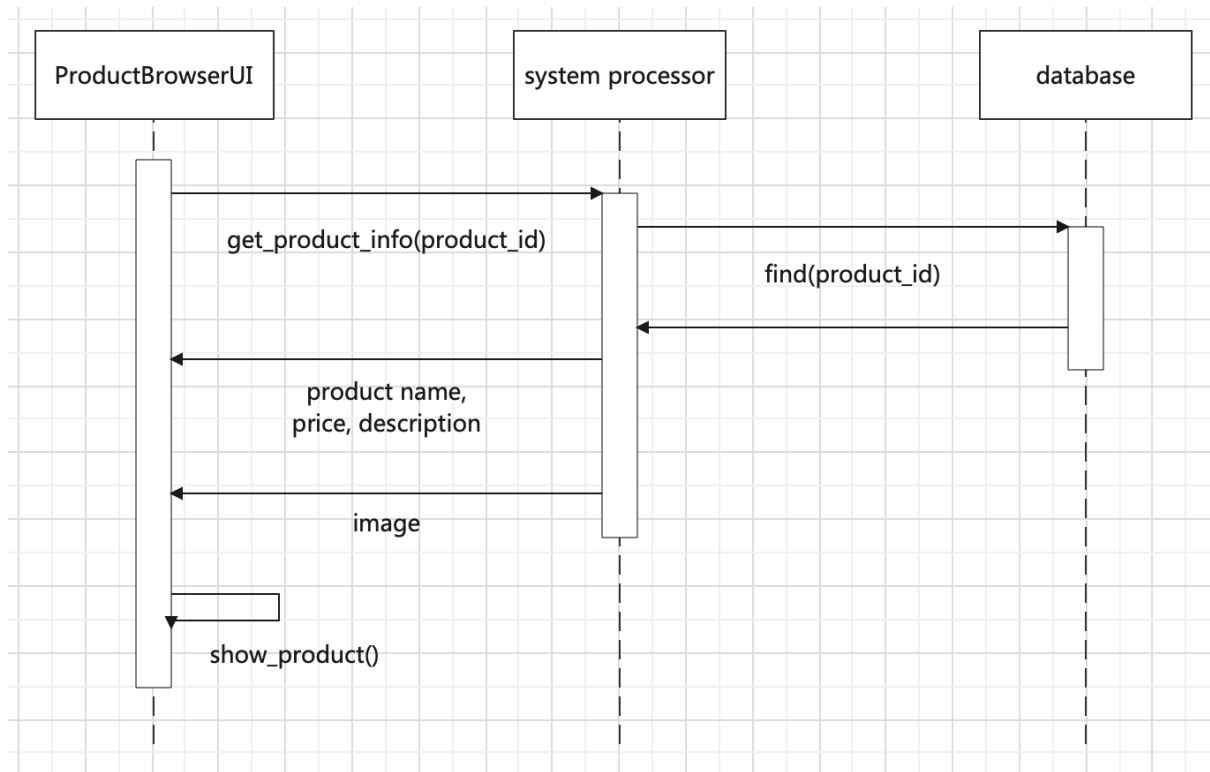 ProductBrowserUI
system processor
database
get_product_info(product_id)
find(product_id)
product name,
price, description
image
show_product()